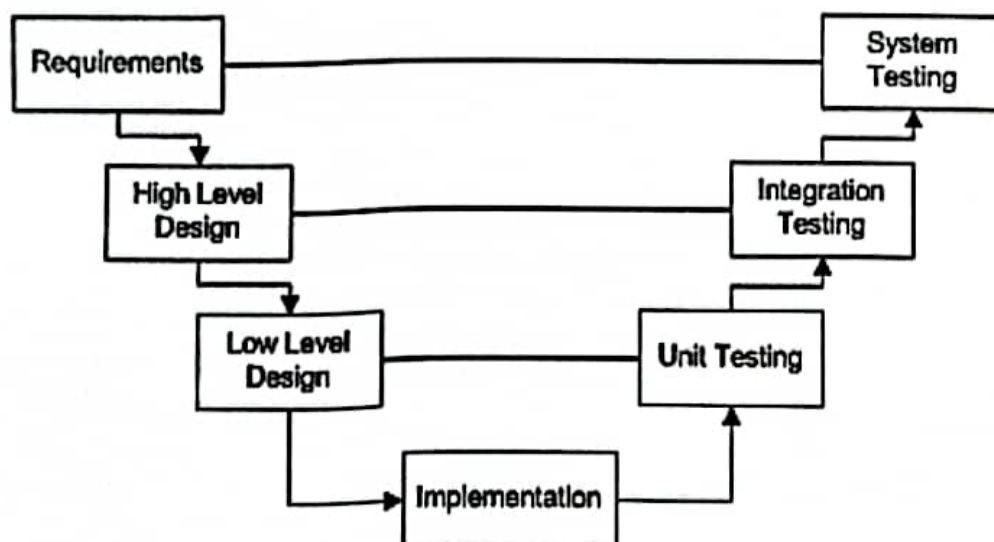 Requirements
System
Testing
High Level
Design
Integration
Testing
Low Level
Design
Unit Testing
Implementation